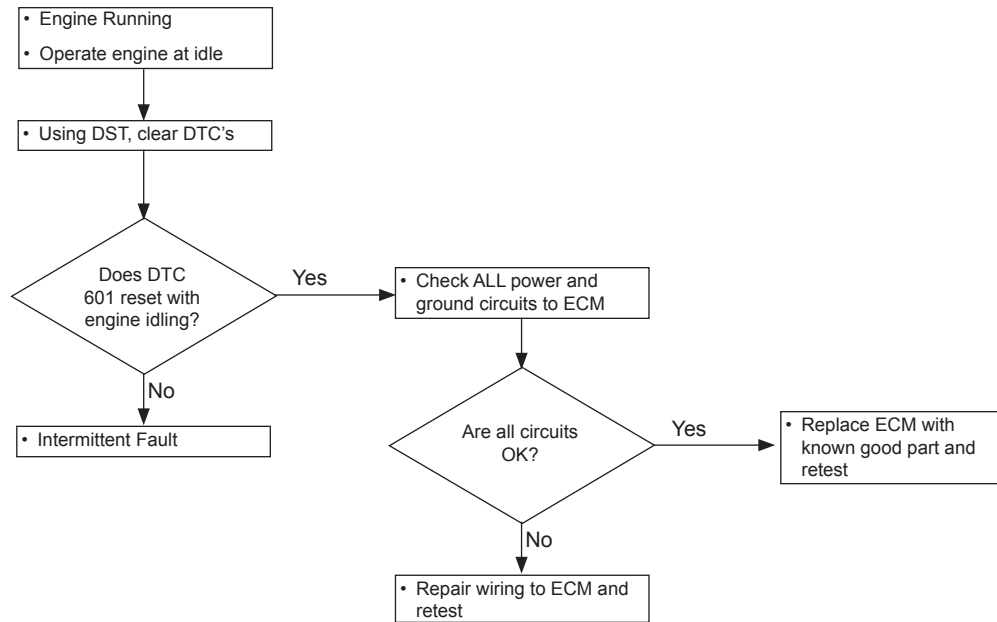 • Engine Running
• Operate engine at idle
• Using DST, clear DTC's
Does DTC
601 reset with
engine idling?
Yes
• Check ALL power and
ground circuits to ECM
No
• Intermittent Fault
Are all circuits
OK?
Yes
• Replace ECM with
known good part and
retest
No
• Repair wiring to ECM and
retest